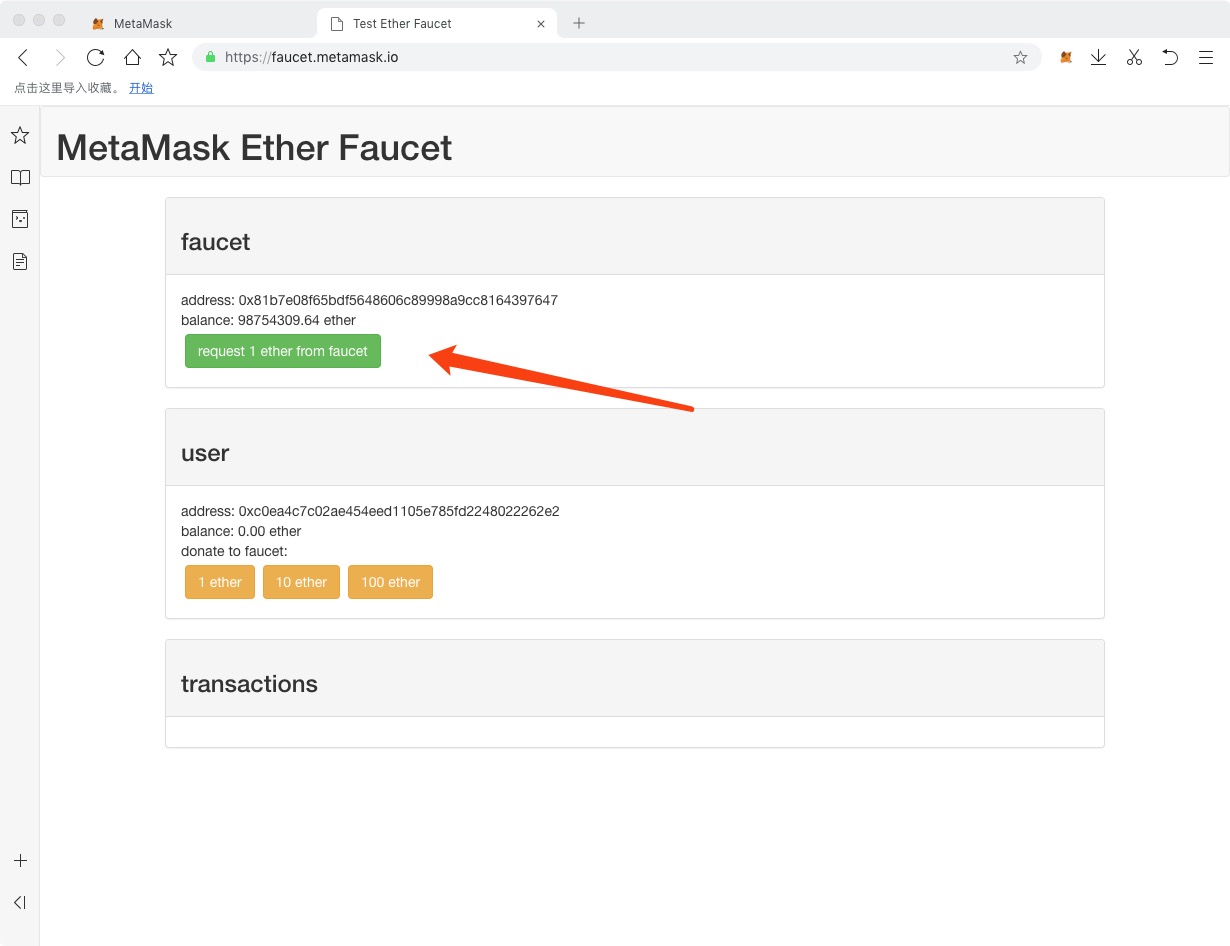 MetaMask
Test Ether Faucet
https://faucet.metamask.io
点击这里导入收藏。 开始
MetaMask Ether Faucet
faucet
address: 0x81b7e08f65bdf5648606c89998a9cc8164397647
balance: 98754309.64 ether
request 1 ether from faucet
user
address: 0xc0ea4c7c02ae454eed1105e785fd2248022262e2
balance: 0.00 ether
donate to faucet:
1 ether 10 ether 100 ether
transactions